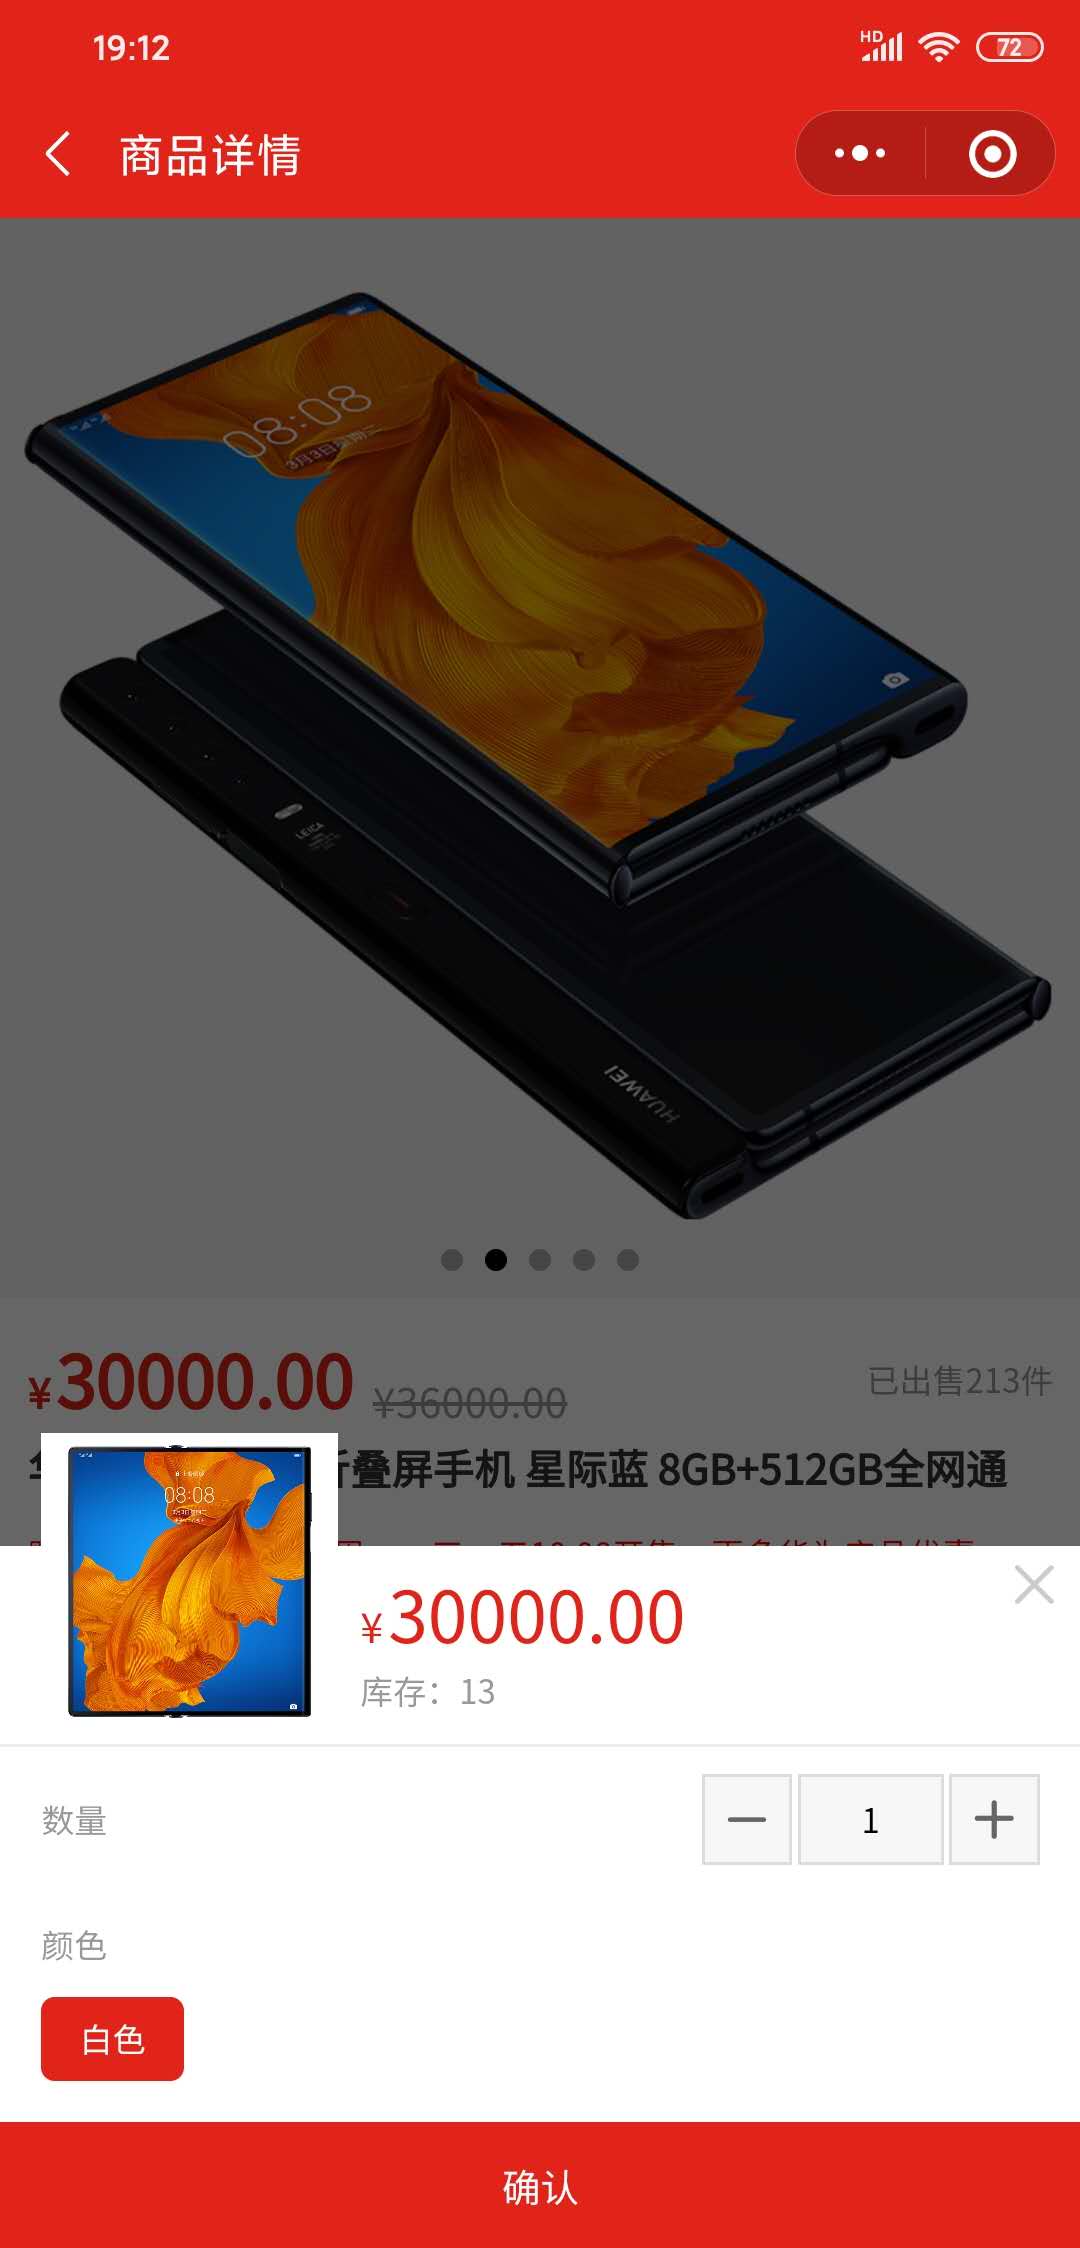 19:12
HD
72
商品详情
08:08
3月3日星期二
LEICA
HUAWEI
¥30000.00 ¥36000.00 已出售213件
折叠屏手机 星际蓝 8GB+512GB全网通
08:08
¥30000.00
库存：13
数量
1
颜色
白色
确认